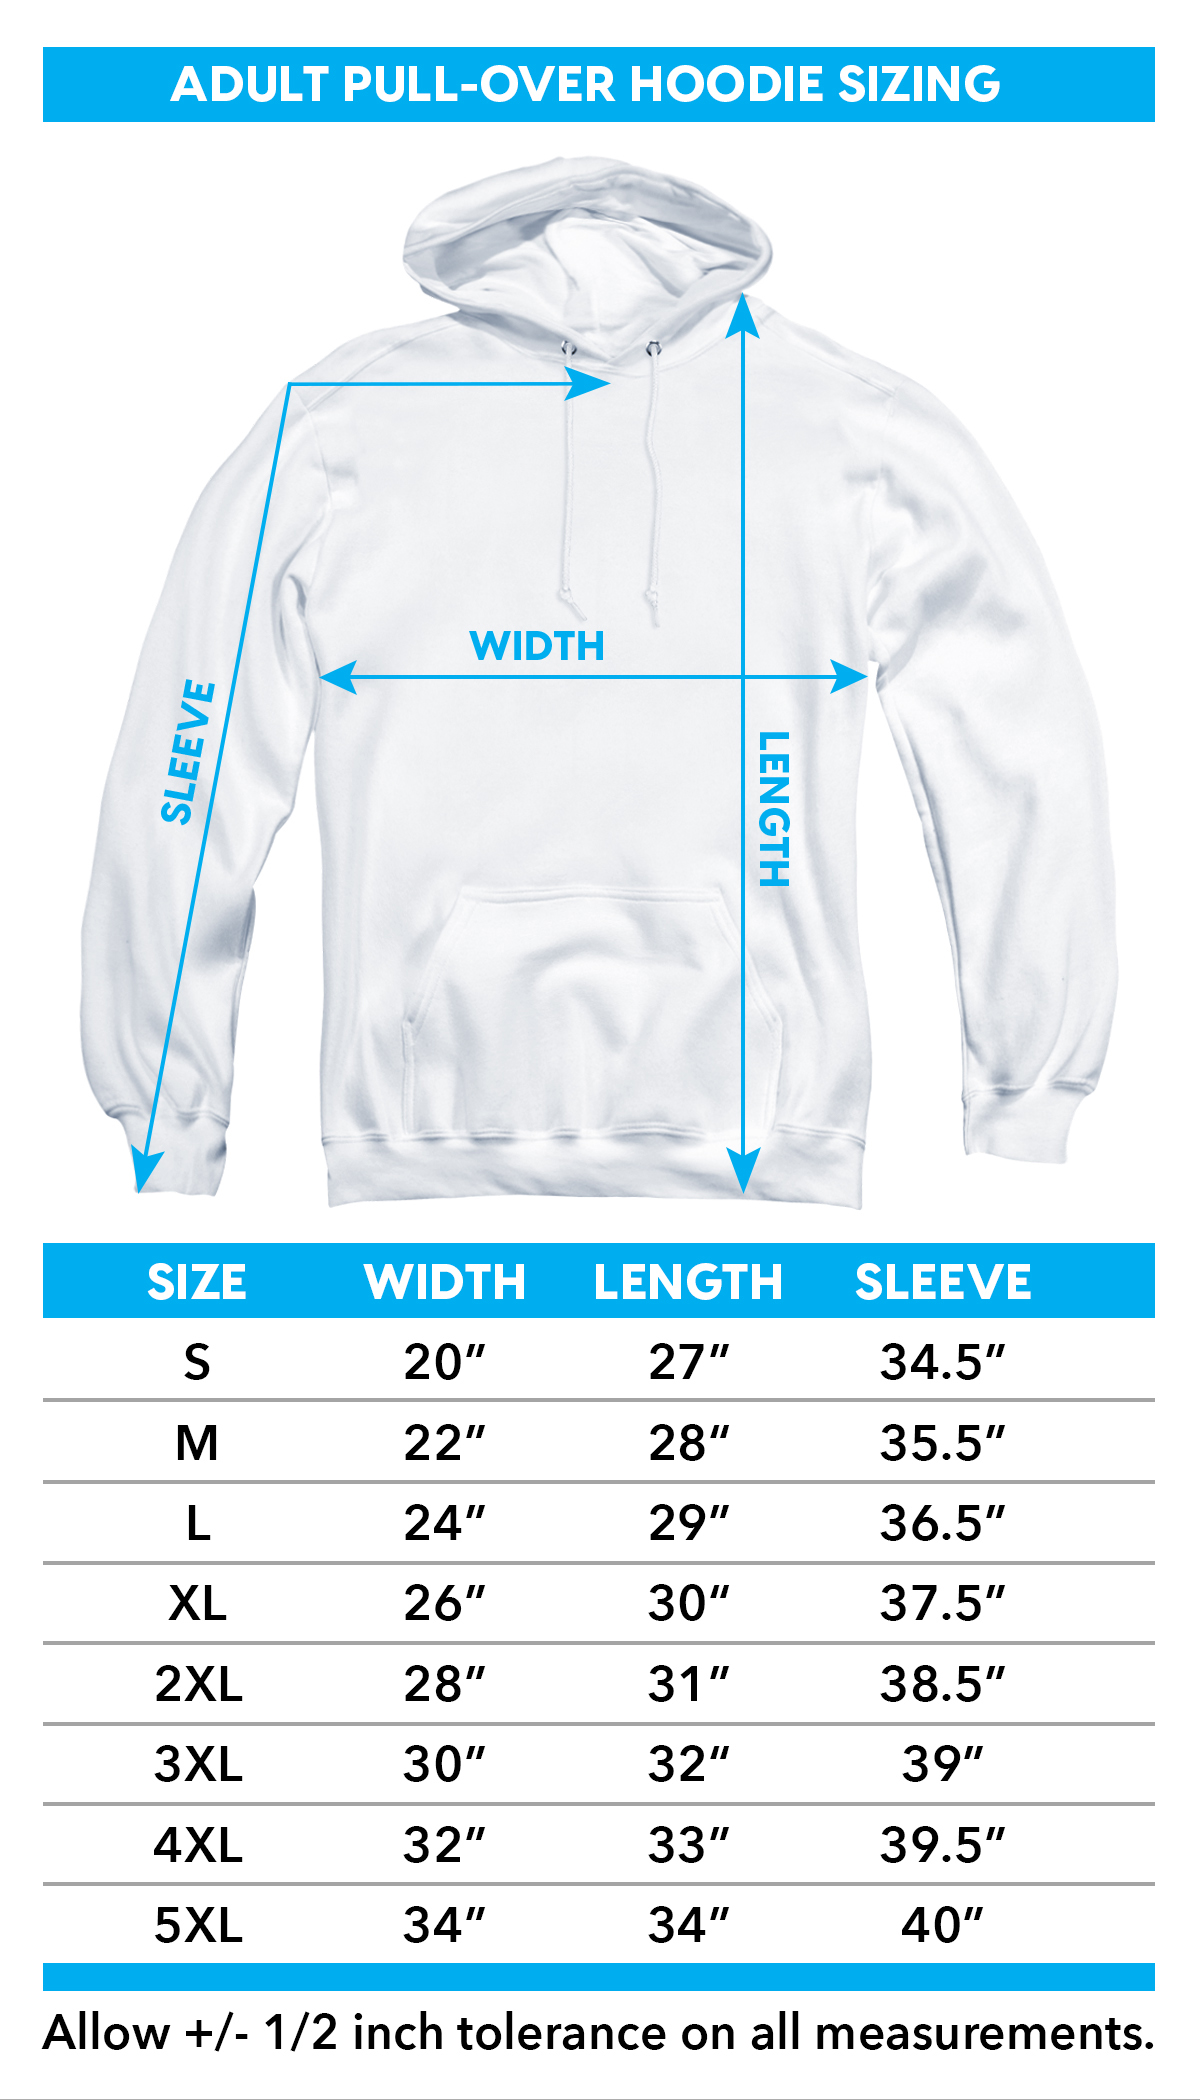 ADULT PULL-OVER HOODIE SIZING
WIDTH
SLEEVE
LENGTH
SIZE WIDTH LENGTH SLEEVE
S 20” 27” 34.5”
M 22” 28” 35.5”
L 24” 29” 36.5”
XL 26” 30” 37.5”
2XL 28” 31” 38.5”
3XL 30” 32” 39”
4XL 32” 33” 39.5”
5XL 34” 34” 40”
Allow +/- 1/2 inch tolerance on all measurements.